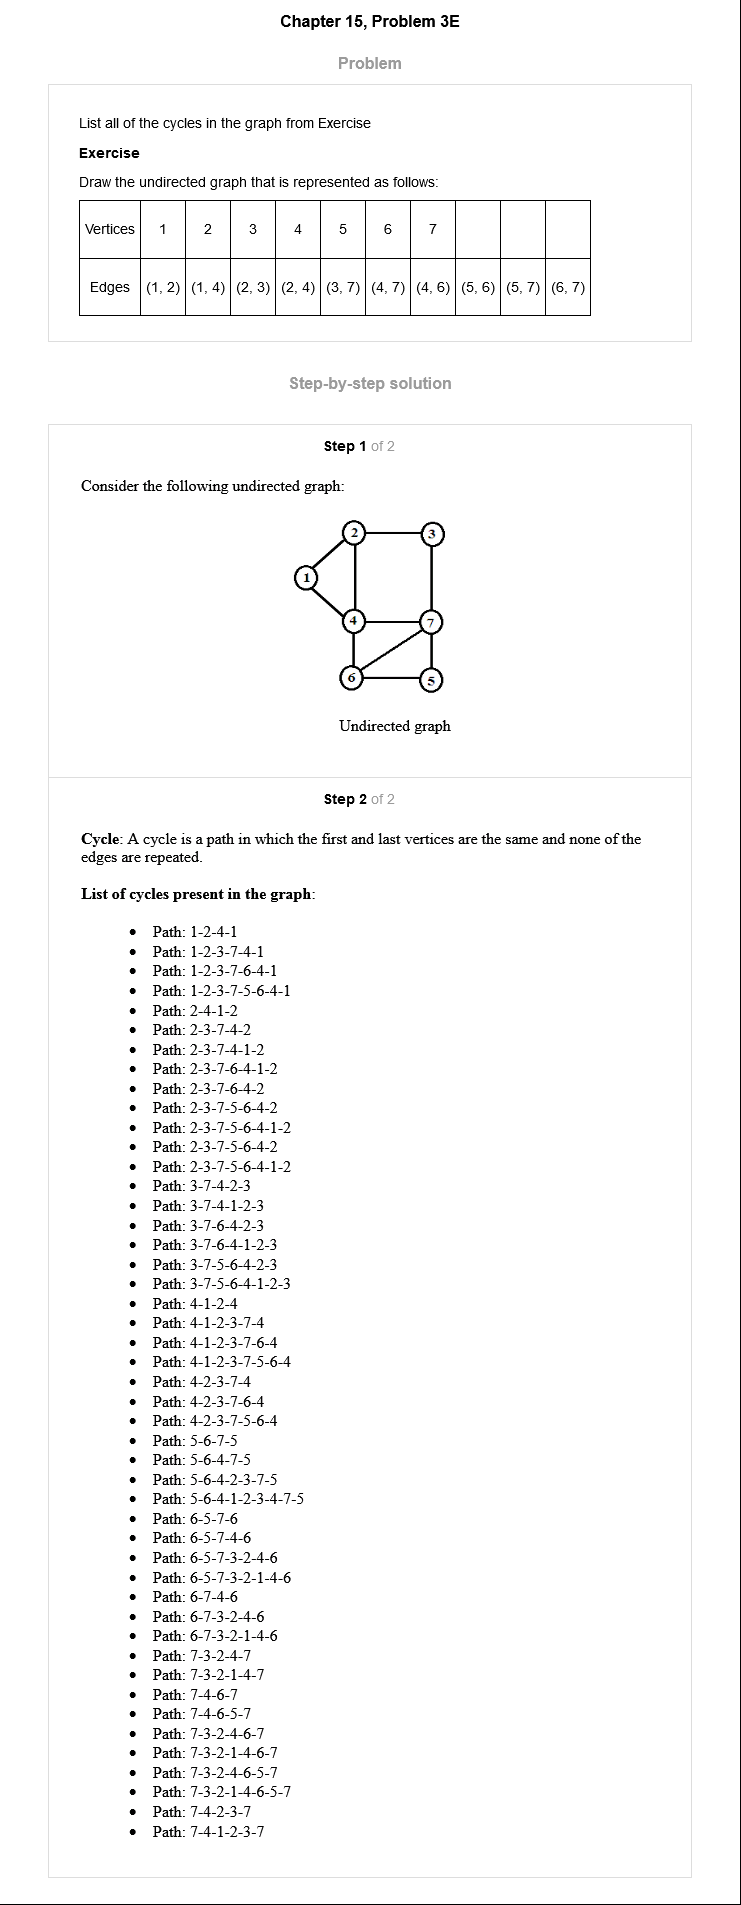 Chapter 15, Problem 3E
Problem
List all of the cycles in the graph from Exercise
Exercise
Draw the undirected graph that is represented as follows:
Vertices 1 2 3 4 5 6 7
Edges (1, 2) (1, 4) (2, 3) (2, 4) (3, 7) (4, 7) (4, 6) (5, 6) (5, 7) (6, 7)
Step-by-step solution
Step 1 of 2
Consider the following undirected graph:
2 3
1
4 7
6 5
Undirected graph
Step 2 of 2
Cycle: A cycle is a path in which the first and last vertices are the same and none of the
edges are repeated.
List of cycles present in the graph:
• Path: 1-2-4-1
• Path: 1-2-3-7-4-1
• Path: 1-2-3-7-6-4-1
• Path: 1-2-3-7-5-6-4-1
• Path: 2-4-1-2
• Path: 2-3-7-4-2
• Path: 2-3-7-4-1-2
• Path: 2-3-7-6-4-1-2
• Path: 2-3-7-6-4-2
• Path: 2-3-7-5-6-4-2
• Path: 2-3-7-5-6-4-1-2
• Path: 2-3-7-5-6-4-2
• Path: 2-3-7-5-6-4-1-2
• Path: 3-7-4-2-3
• Path: 3-7-4-1-2-3
• Path: 3-7-6-4-2-3
• Path: 3-7-6-4-1-2-3
• Path: 3-7-5-6-4-2-3
• Path: 3-7-5-6-4-1-2-3
• Path: 4-1-2-4
• Path: 4-1-2-3-7-4
• Path: 4-1-2-3-7-6-4
• Path: 4-1-2-3-7-5-6-4
• Path: 4-2-3-7-4
• Path: 4-2-3-7-6-4
• Path: 4-2-3-7-5-6-4
• Path: 5-6-7-5
• Path: 5-6-4-7-5
• Path: 5-6-4-2-3-7-5
• Path: 5-6-4-1-2-3-4-7-5
• Path: 6-5-7-6
• Path: 6-5-7-4-6
• Path: 6-5-7-3-2-4-6
• Path: 6-5-7-3-2-1-4-6
• Path: 6-7-4-6
• Path: 6-7-3-2-4-6
• Path: 6-7-3-2-1-4-6
• Path: 7-3-2-4-7
• Path: 7-3-2-1-4-7
• Path: 7-4-6-7
• Path: 7-4-6-5-7
• Path: 7-3-2-4-6-7
• Path: 7-3-2-1-4-6-7
• Path: 7-3-2-4-6-5-7
• Path: 7-3-2-1-4-6-5-7
• Path: 7-4-2-3-7
• Path: 7-4-1-2-3-7